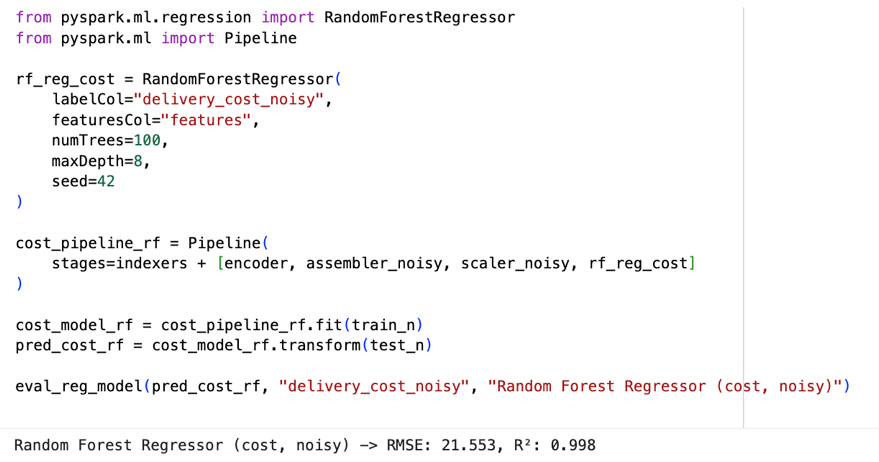 from pyspark.ml.regression import RandomForestRegressor
from pyspark.ml import Pipeline
rf_reg_cost = RandomForestRegressor(
    labelCol="delivery_cost_noisy",
    featuresCol="features",
    numTrees=100,
    maxDepth=8,
    seed=42
)
cost_pipeline_rf = Pipeline(
    stages=indexers + [encoder, assembler_noisy, scaler_noisy, rf_reg_cost]
)
cost_model_rf = cost_pipeline_rf.fit(train_n)
pred_cost_rf = cost_model_rf.transform(test_n)
eval_reg_model(pred_cost_rf, "delivery_cost_noisy", "Random Forest Regressor (cost, noisy)")
Random Forest Regressor (cost, noisy) -> RMSE: 21.553, R²: 0.998